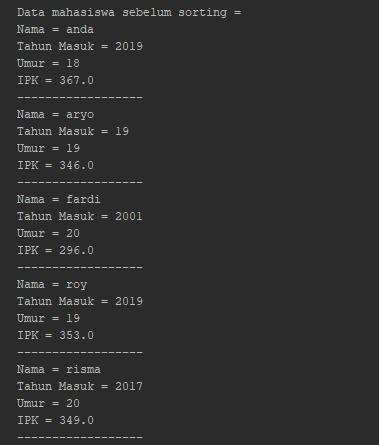 Data mahasiswa sebelum sorting =
Nama = anda
Tahun Masuk = 2019
Umur = 18
IPK = 367.0
------------------
Nama = aryo
Tahun Masuk = 19
Umur = 19
IPK = 346.0
------------------
Nama = fardi
Tahun Masuk = 2001
Umur = 20
IPK = 296.0
------------------
Nama = roy
Tahun Masuk = 2019
Umur = 19
IPK = 353.0
------------------
Nama = risma
Tahun Masuk = 2017
Umur = 20
IPK = 349.0
------------------